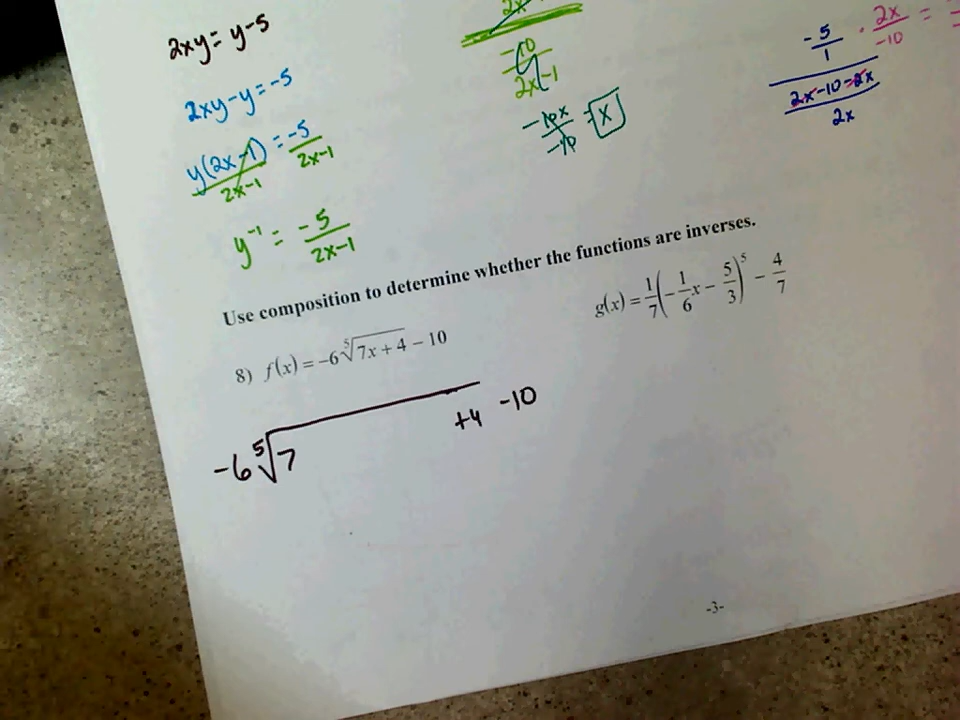 2xy = y-5
2xy-y = -5
y(2x-1) = -5
2x-1 2x-1
y⁻¹ = -5
2x-1
-10
2x-1
-10x = x
-10
-5/1 · 2x/-10 =
2x-10-2x
2x
Use composition to determine whether the functions are inverses.
8) f(x) = -6⁵√(7x + 4) - 10
g(x) = 1/7(-1/6x - 5/3)⁵ - 4/7
-6⁵√7 +4 -10
-3-